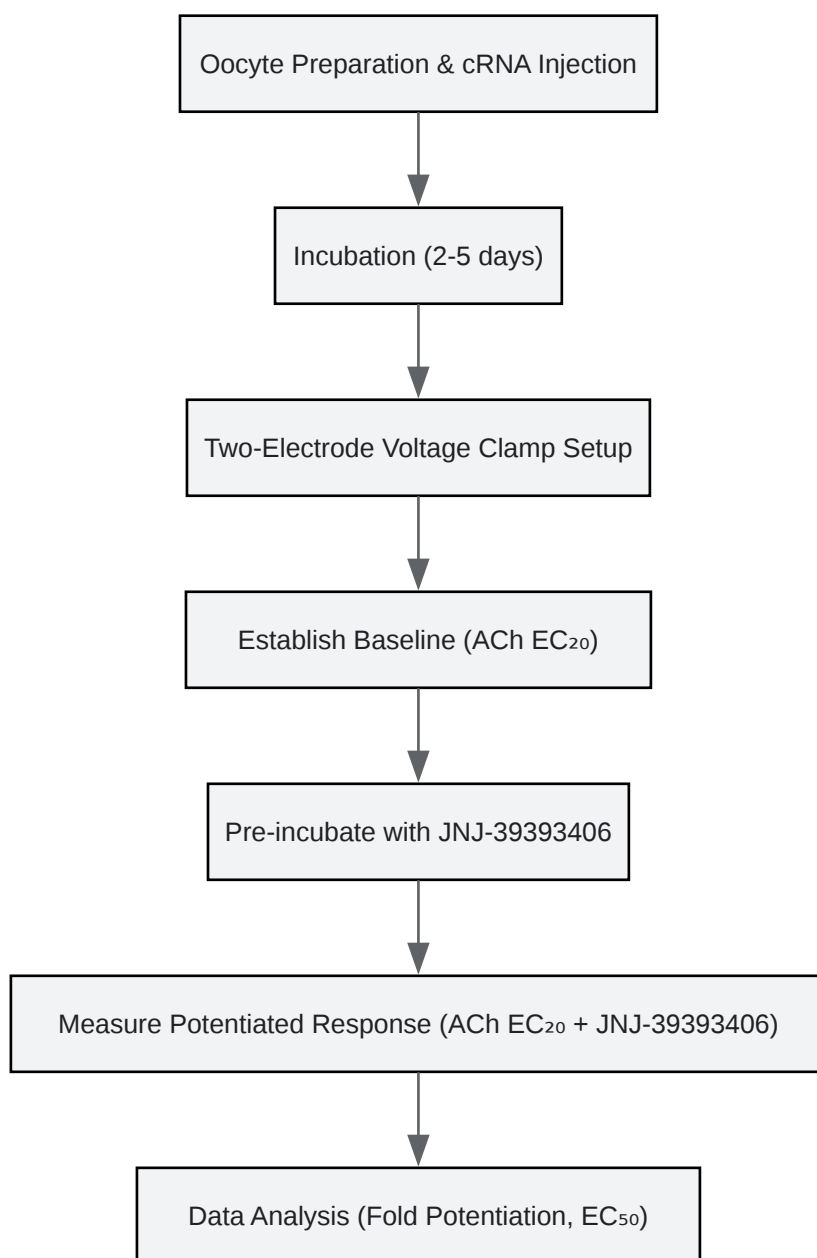 Oocyte Preparation & cRNA Injection
Incubation (2-5 days)
Two-Electrode Voltage Clamp Setup
Establish Baseline (ACh EC₂₀)
Pre-incubate with JNJ-39393406
Measure Potentiated Response (ACh EC₂₀ + JNJ-39393406)
Data Analysis (Fold Potentiation, EC₅₀)